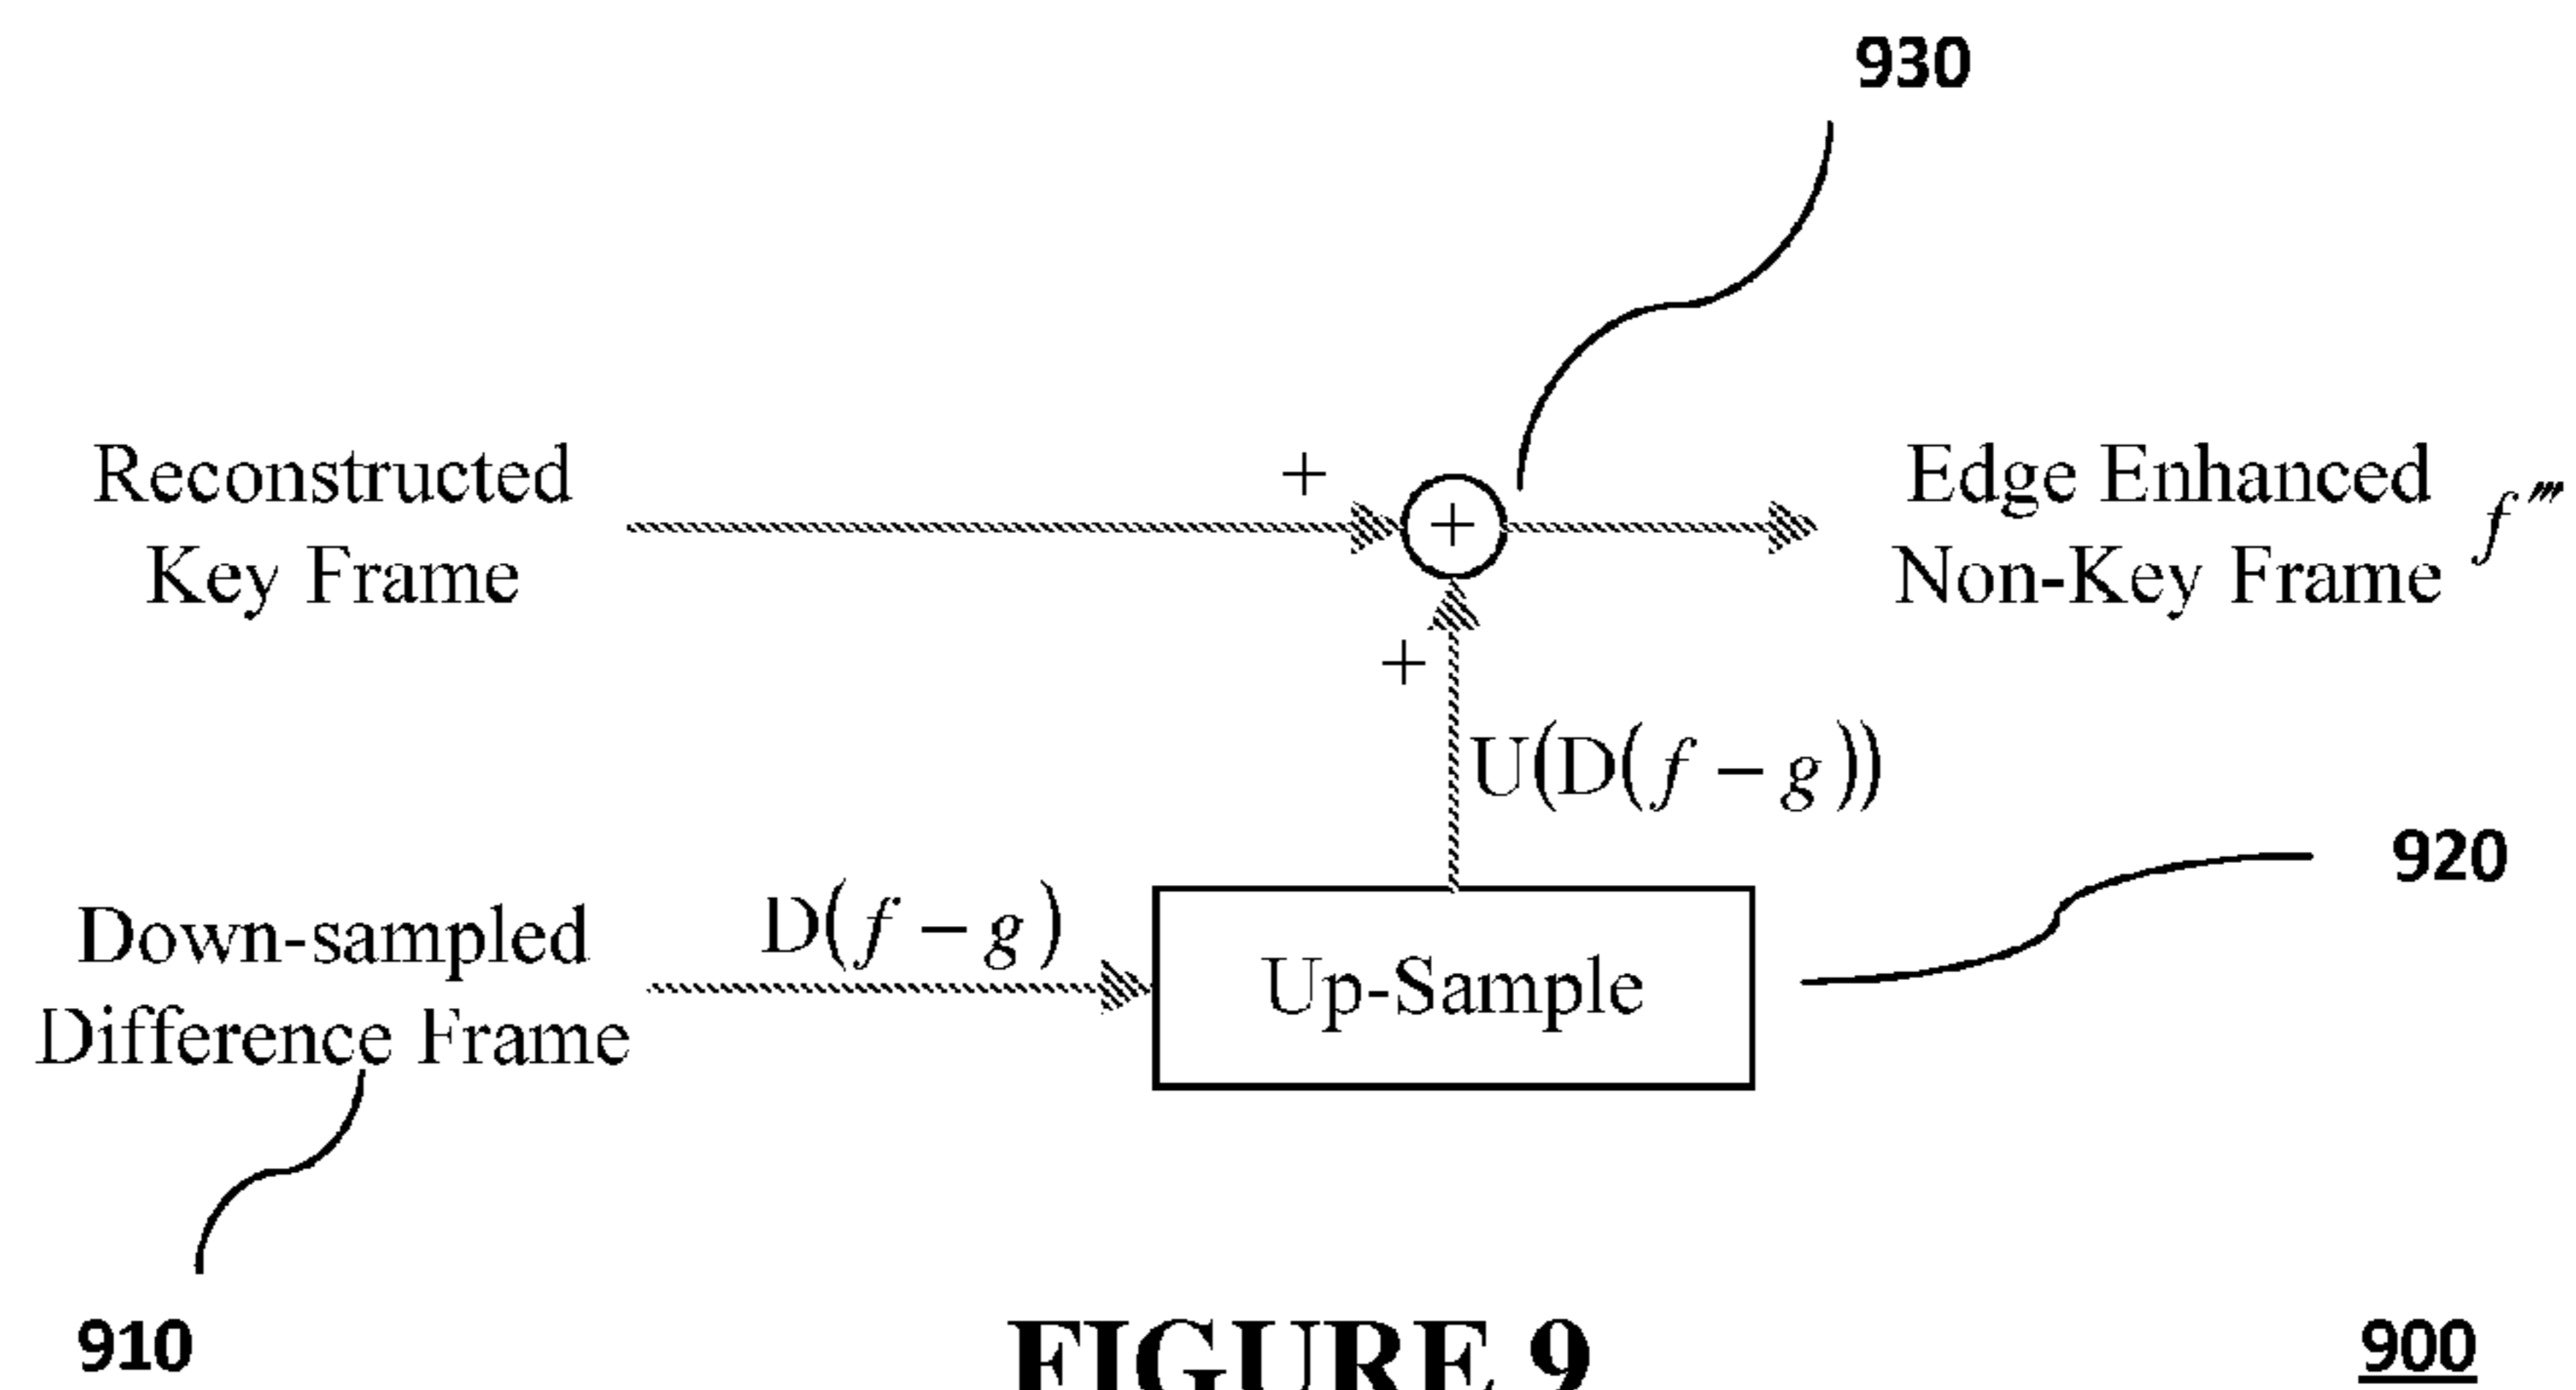 930
Reconstructed
Key Frame
+
+
Edge Enhanced
Non-Key Frame f‴
+
U(D(f − g))
920
Down-sampled
Difference Frame
D(f − g)
Up-Sample
910
FIGURE 9
900